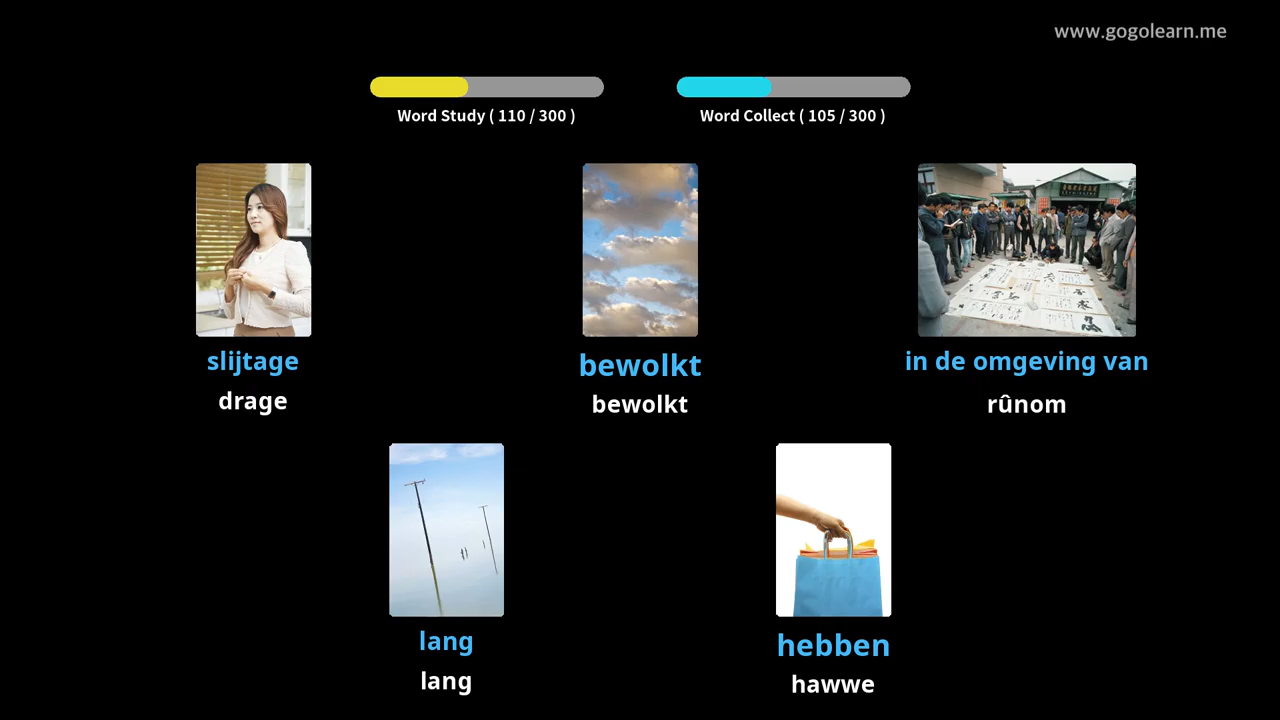 www.gogolearn.me
Word Study ( 110 / 300 )
Word Collect ( 105 / 300 )
slijtage
drage
bewolkt
bewolkt
in de omgeving van
rûnom
lang
lang
hebben
hawwe